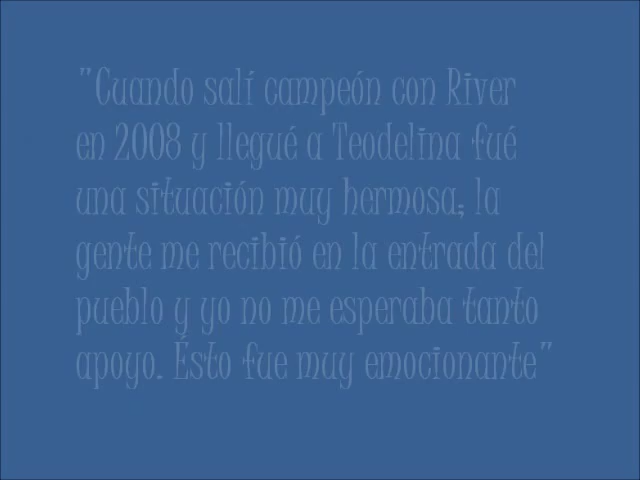 "Cuando salí campeón con River
en 2008 y llegué a Teodelina fué
una situación muy hermosa; la
gente me recibió en la entrada del
pueblo y yo no me esperaba tanto
apoyo. Ésto fue muy emocionante"